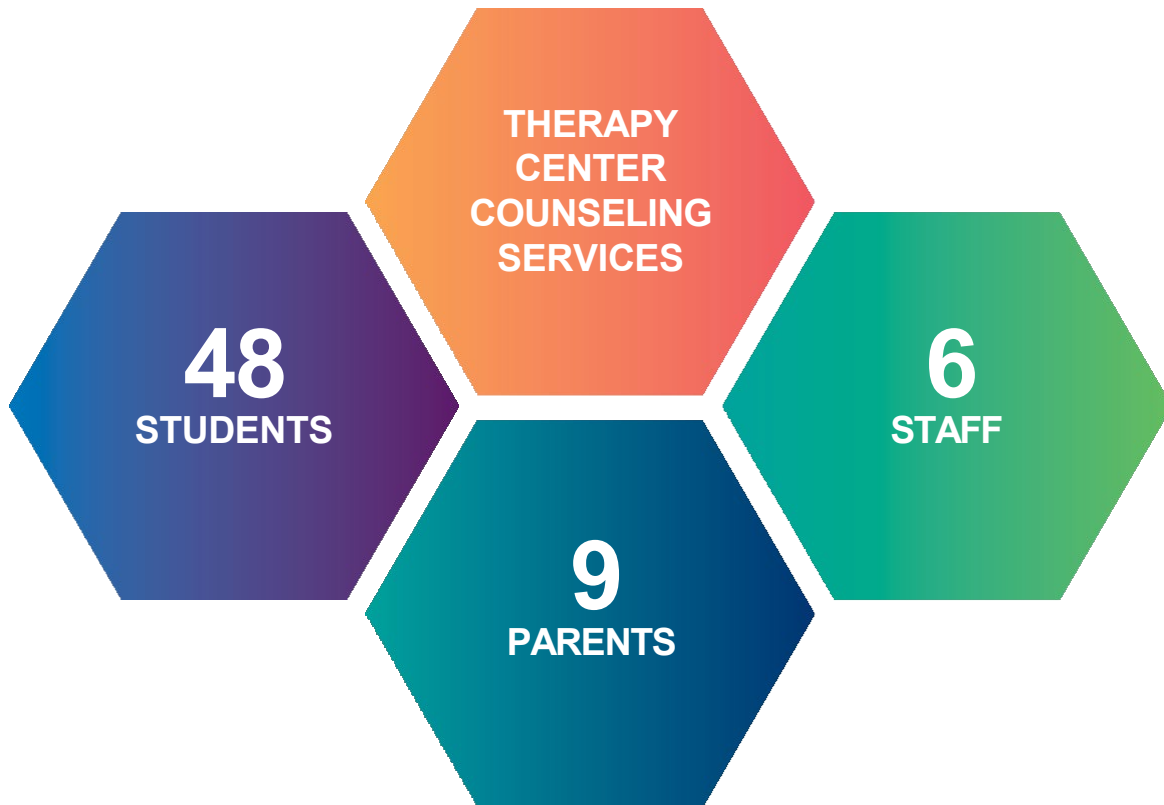 THERAPY
CENTER
COUNSELING
SERVICES
48
STUDENTS
6
STAFF
9
PARENTS